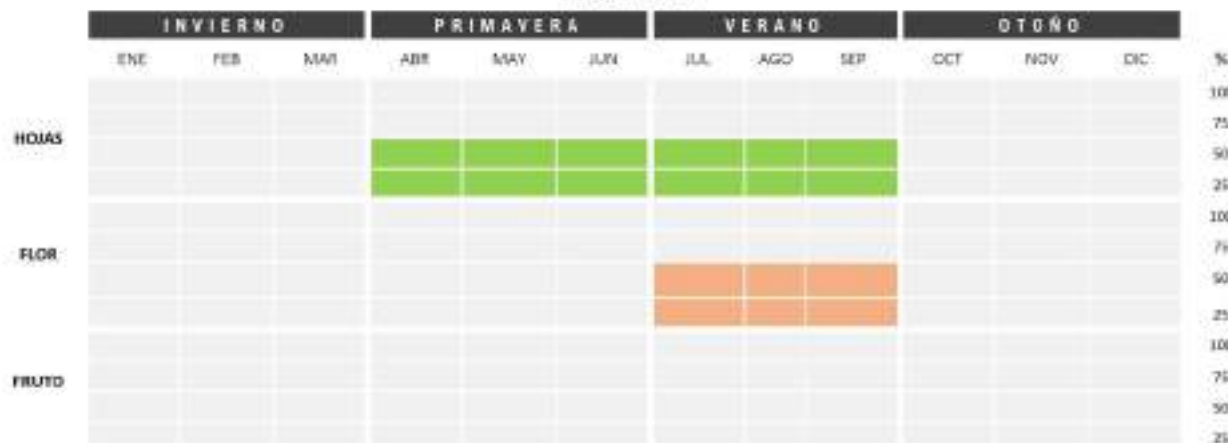 INVIERNO PRIMAVERA VERANO OTOÑO
ENE FEB MAR ABR MAY JUN JUL AGO SEP OCT NOV DIC %
100
75
HOJAS
50
25
100
FLOR 75
50
25
100
FRUTO 75
50
25